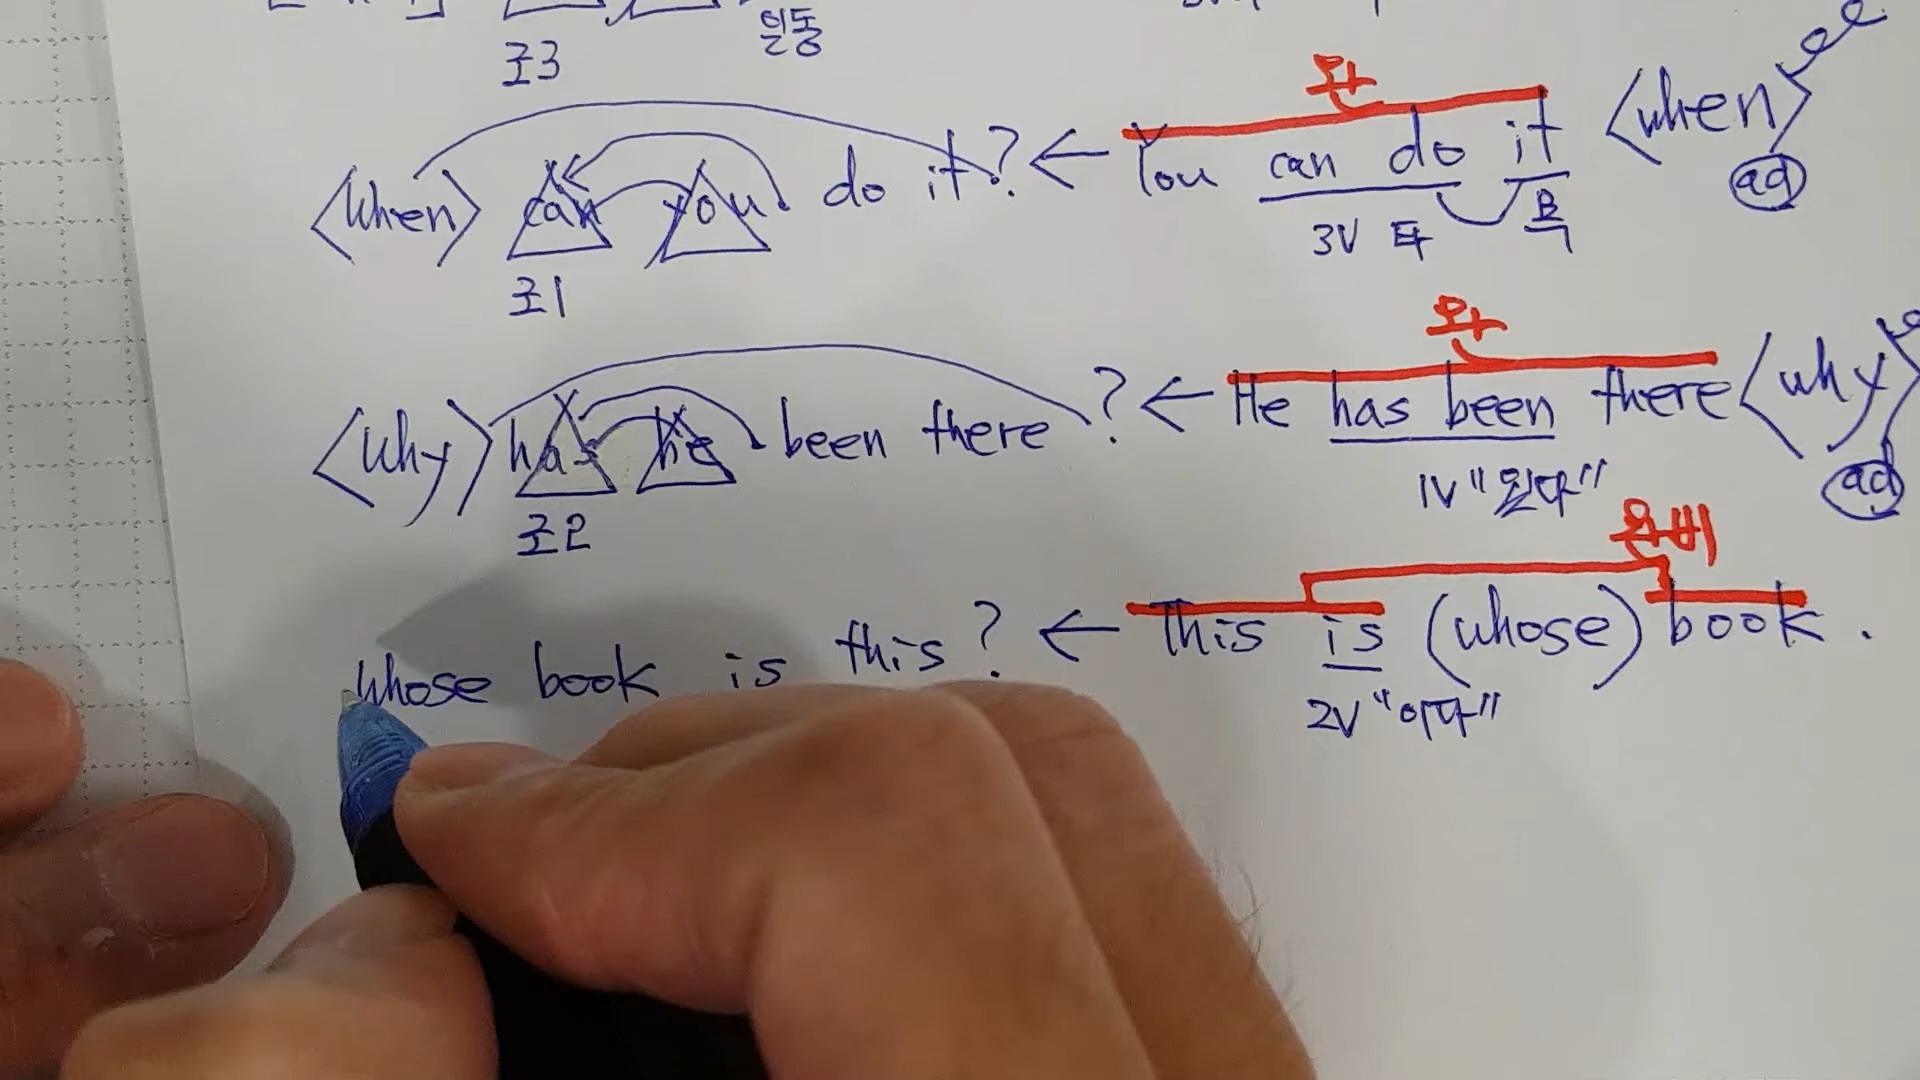 조3 일동
완
<When> can you do it? ← You can do it <when>
조1 3V 타 목 ad
완
<Why> has he been there? ← He has been there <why>
조2 1V "있다" ad
완벽
Whose book is this? ← This is (whose) book.
2V "이다"